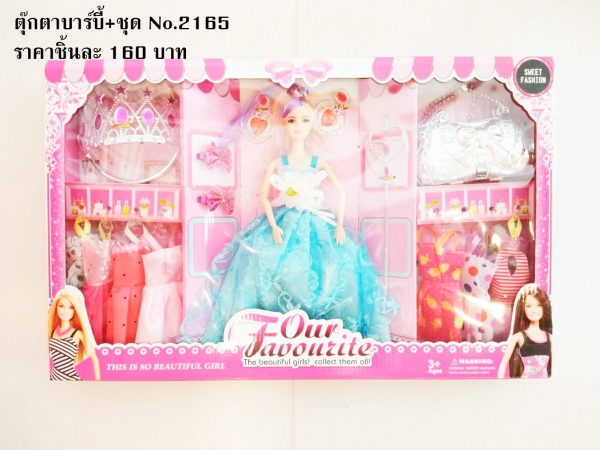 ตุ๊กตาบาร์บี้+ชุด No.2165
ราคาชิ้นละ 160 บาท
SWEET
FASHION
Our
Favourite
The beautiful girls! collect them all!
THIS IS SO BEAUTIFUL GIRL
3+
Ages
WARNING: